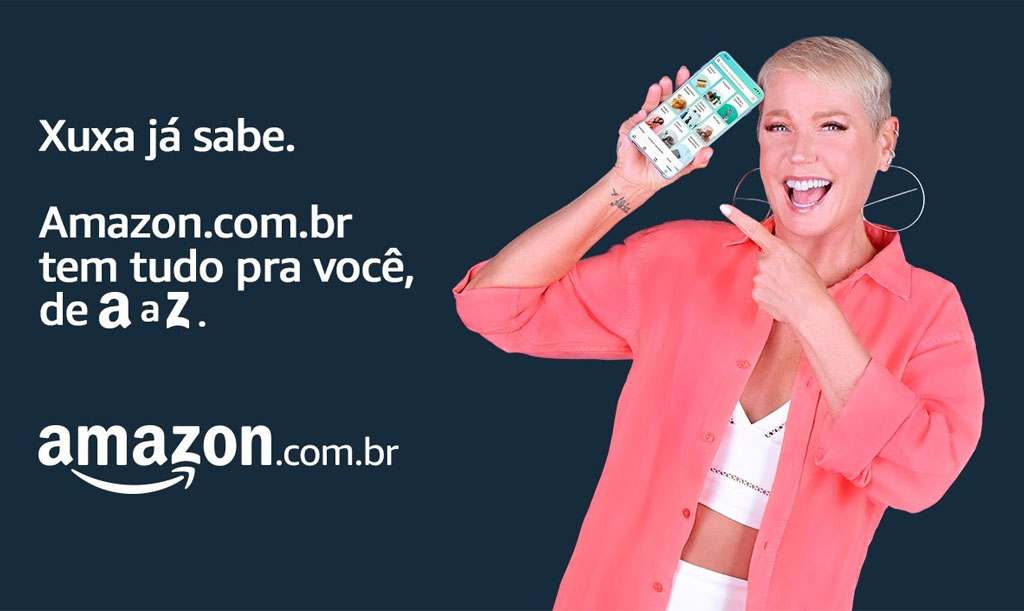 Xuxa já sabe.
Amazon.com.br
tem tudo pra você,
de a a z.
amazon.com.br